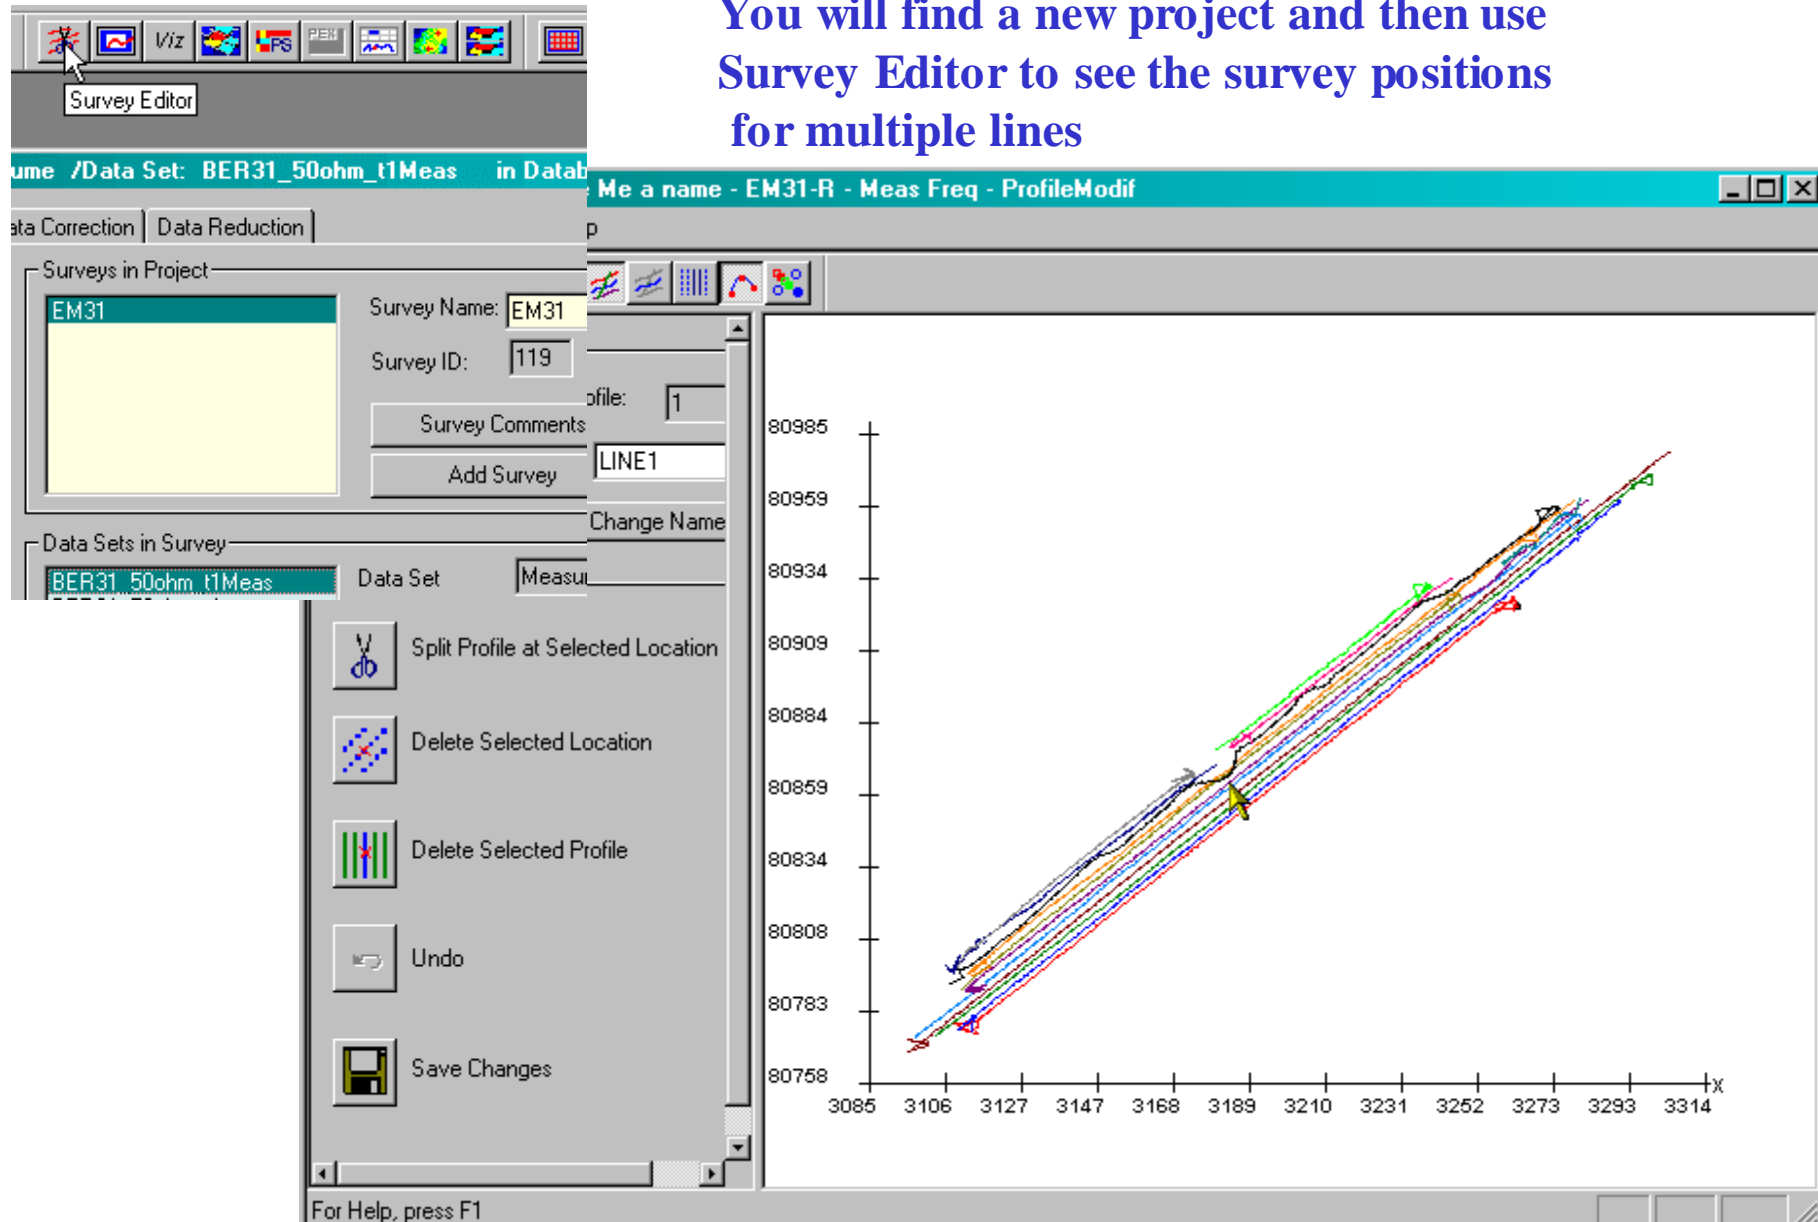 You will find a new project and then use
Survey Editor to see the survey positions
for multiple lines
Viz
PS
PEX
Survey Editor
ume /Data Set: BER31_50ohm_t1Meas in Datab
Me a name - EM31-R - Meas Freq - ProfileModif
ata Correction
Data Reduction
p
Surveys in Project
EM31
Survey Name: EM31
Survey ID: 119
Survey Comments
Add Survey
ofile: 1
LINE1
Change Name
Data Sets in Survey
BER31_50ohm_t1Meas
Data Set Measu
Split Profile at Selected Location
Delete Selected Location
Delete Selected Profile
Undo
Save Changes
80985
80959
80934
80909
80884
80859
80834
80808
80783
80758
3085 3106 3127 3147 3168 3189 3210 3231 3252 3273 3293 3314 X
For Help, press F1